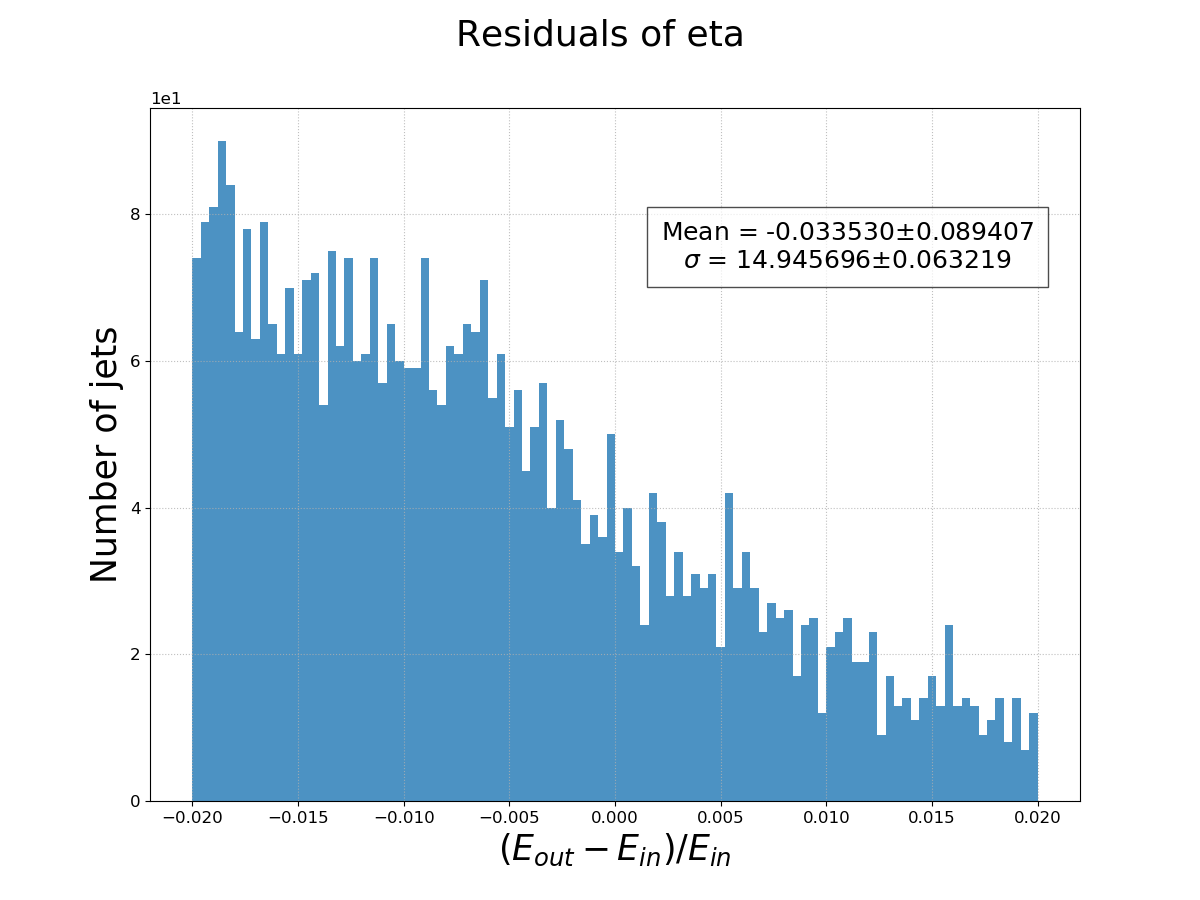 Residuals of eta
1e1
8
6
4
2
0
Number of jets
Mean = -0.033530±0.089407
σ = 14.945696±0.063219
−0.020 −0.015 −0.010 −0.005 0.000 0.005 0.010 0.015 0.020
(E_out − E_in)/E_in